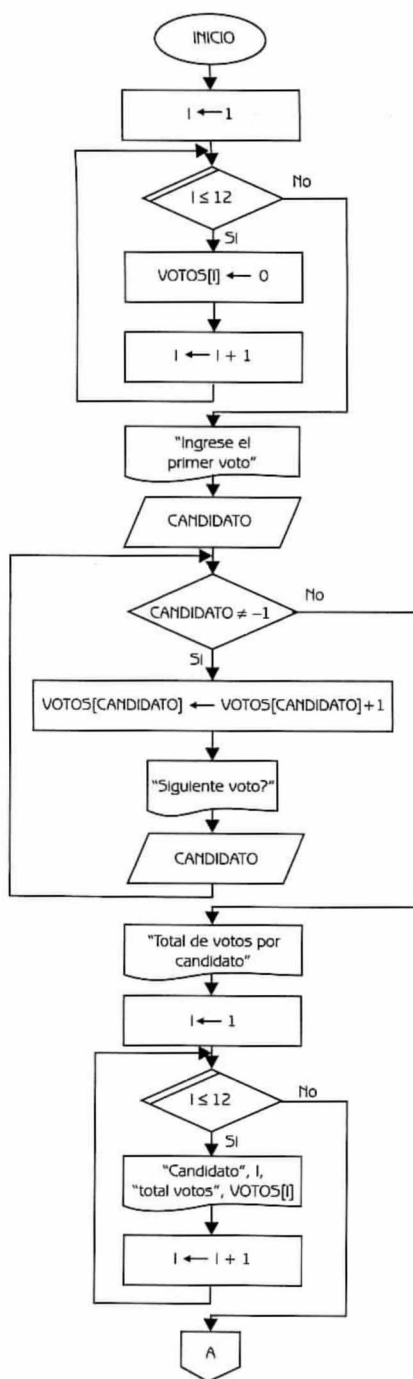 INICIO
I ← 1
I ≤ 12
No
Si
VOTOS[I] ← 0
I ← I + 1
"Ingrese el
primer voto"
CANDIDATO
CANDIDATO ≠ −1
No
Si
VOTOS[CANDIDATO] ← VOTOS[CANDIDATO]+1
"Siguiente voto?"
CANDIDATO
"Total de votos por
candidato"
I ← 1
I ≤ 12
No
Si
"Candidato", I,
"total votos", VOTOS[I]
I ← I + 1
A